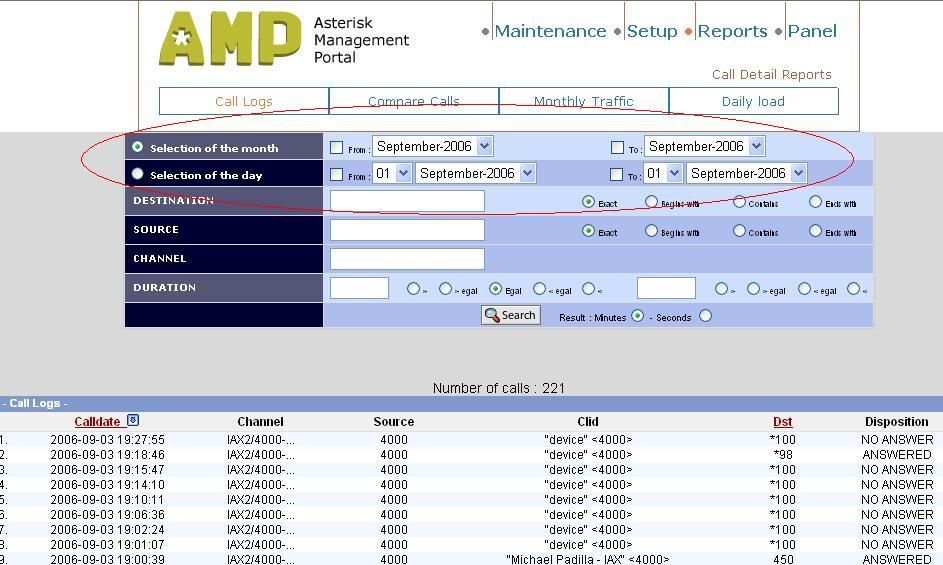 AMP Asterisk Management Portal
Maintenance Setup Reports Panel
Call Detail Reports
Call Logs Compare Calls Monthly Traffic Daily load
Selection of the month From : September-2006 To : September-2006
Selection of the day From : 01 September-2006 To : 01 September-2006
DESTINATION Exact Begins with Contains Ends with
SOURCE Exact Begins with Contains Ends with
CHANNEL
DURATION > > egal Egal < egal < > > egal < egal <
Search Result : Minutes - Seconds
Number of calls : 221
- Call Logs -
Calldate Channel Source Clid Dst Disposition
1. 2006-09-03 19:27:55 IAX2/4000-... 4000 "device" <4000> *100 NO ANSWER
2. 2006-09-03 19:18:46 IAX2/4000-... 4000 "device" <4000> *98 ANSWERED
3. 2006-09-03 19:15:47 IAX2/4000-... 4000 "device" <4000> *100 NO ANSWER
4. 2006-09-03 19:14:10 IAX2/4000-... 4000 "device" <4000> *100 NO ANSWER
5. 2006-09-03 19:10:11 IAX2/4000-... 4000 "device" <4000> *100 NO ANSWER
6. 2006-09-03 19:06:36 IAX2/4000-... 4000 "device" <4000> *100 NO ANSWER
7. 2006-09-03 19:02:24 IAX2/4000-... 4000 "device" <4000> *100 NO ANSWER
8. 2006-09-03 19:01:07 IAX2/4000-... 4000 "device" <4000> *100 NO ANSWER
9. 2006-09-03 19:00:39 IAX2/4000-... 4000 "Michael Padilla - IAX" <4000> 450 ANSWERED